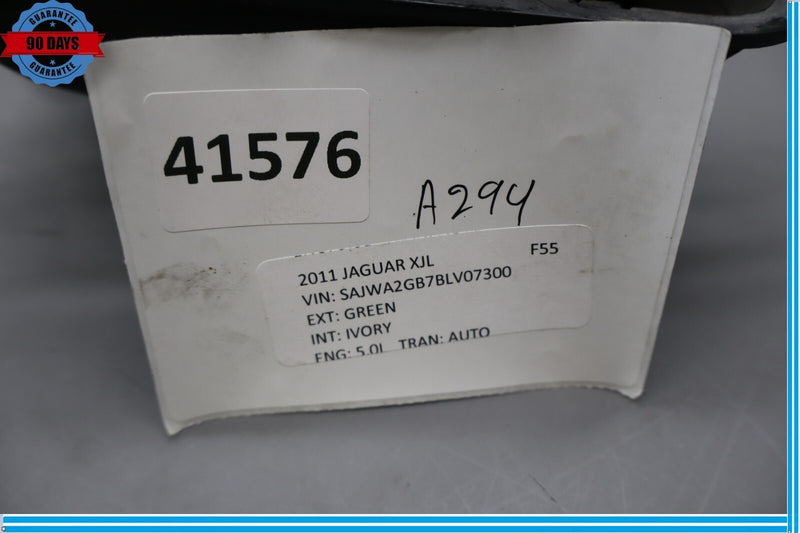 GUARANTEE
90 DAYS
GUARANTEE
41576
A294
2011 JAGUAR XJL F55
VIN: SAJWA2GB7BLV07300
EXT: GREEN
INT: IVORY
ENG: 5.0L TRAN: AUTO